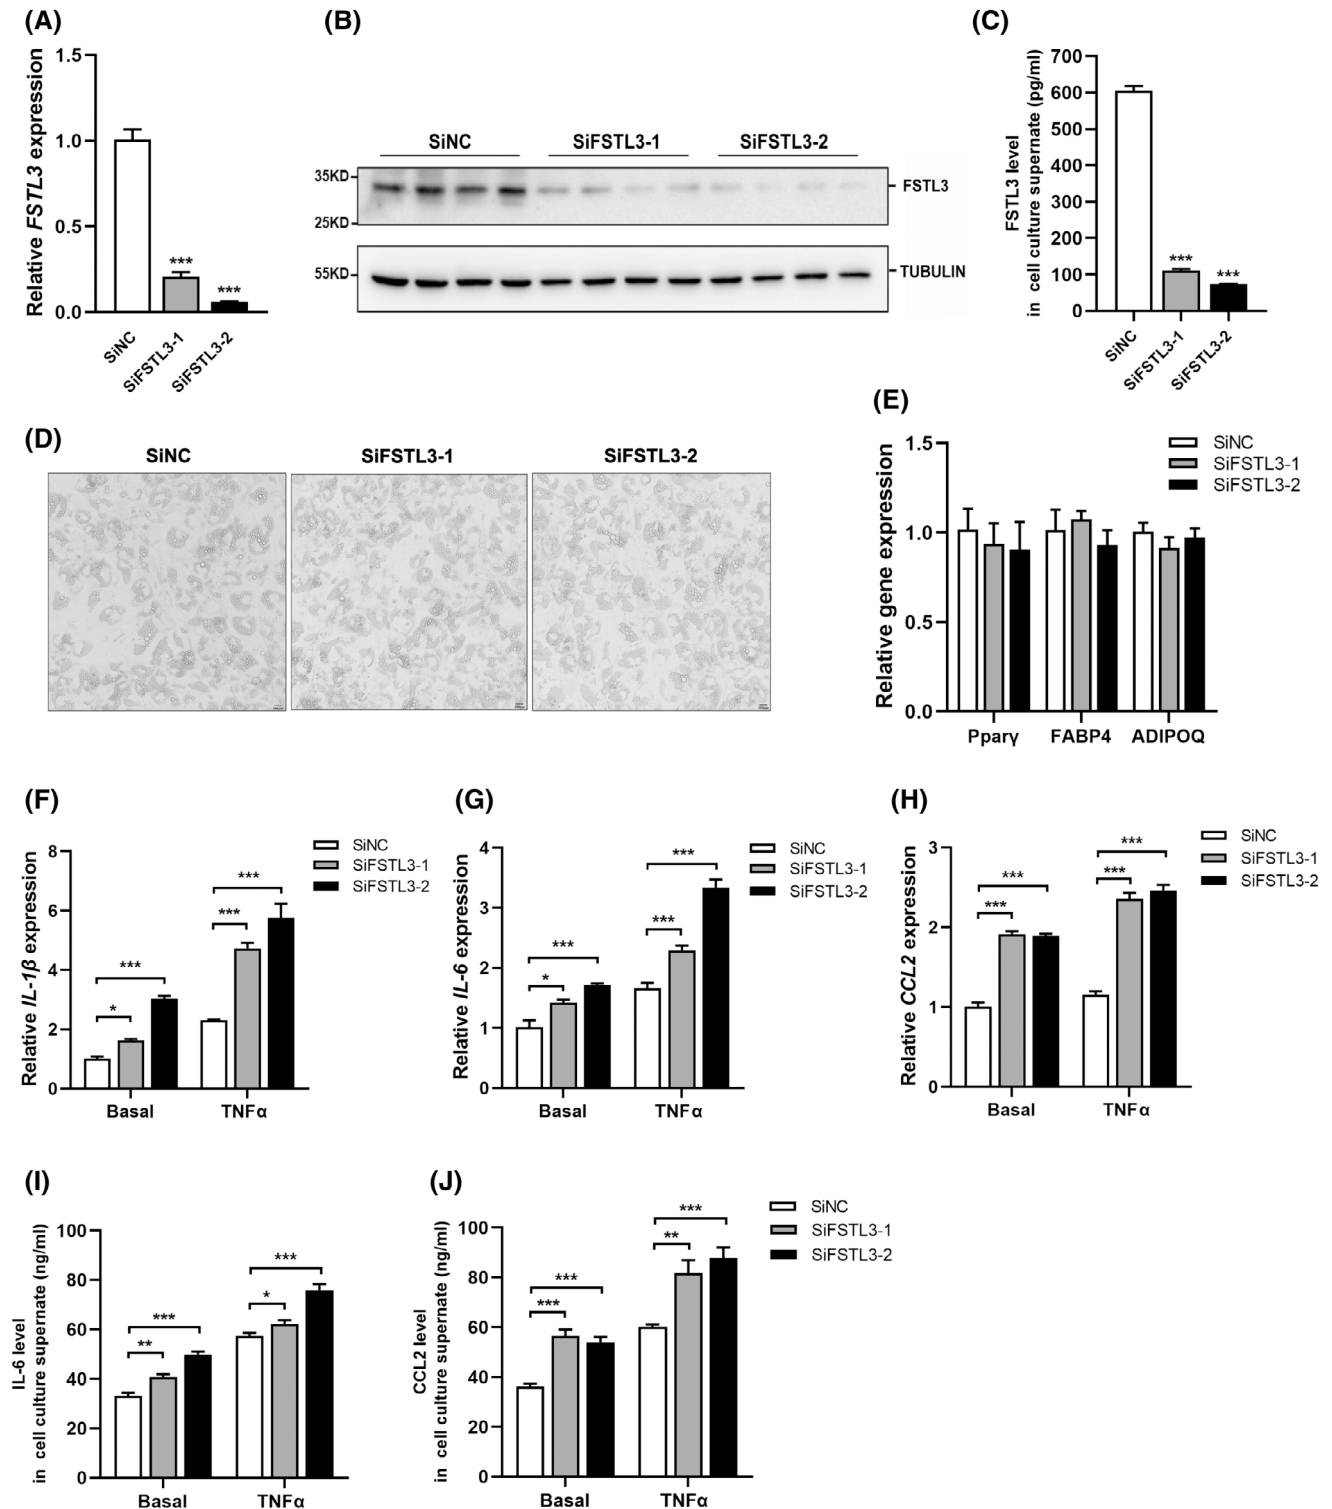 (A)
Relative FSTL3 expression
1.5
1.0
0.5
0.0
***
***
SiNC
SiFSTL3-1
SiFSTL3-2
(B)
SiNC SiFSTL3-1 SiFSTL3-2
35KD
25KD
55KD
FSTL3
TUBULIN
(C)
FSTL3 level
in cell culture supernate (pg/ml)
700
600
500
400
300
200
100
0
***
***
SiNC
SiFSTL3-1
SiFSTL3-2
(D)
SiNC SiFSTL3-1 SiFSTL3-2
(E)
Relative gene expression
1.5
1.0
0.5
0.0
SiNC
SiFSTL3-1
SiFSTL3-2
Pparγ FABP4 ADIPOQ
(F)
Relative IL-1β expression
8
6
4
2
0
*
***
***
***
SiNC
SiFSTL3-1
SiFSTL3-2
Basal TNFα
(G)
Relative IL-6 expression
4
3
2
1
0
*
***
***
***
SiNC
SiFSTL3-1
SiFSTL3-2
Basal TNFα
(H)
Relative CCL2 expression
3
2
1
0
***
***
***
***
SiNC
SiFSTL3-1
SiFSTL3-2
Basal TNFα
(I)
IL-6 level
in cell culture supernate (ng/ml)
100
80
60
40
20
0
**
***
*
***
Basal TNFα
(J)
CCL2 level
in cell culture supernate (ng/ml)
100
80
60
40
20
0
***
***
**
***
SiNC
SiFSTL3-1
SiFSTL3-2
Basal TNFα